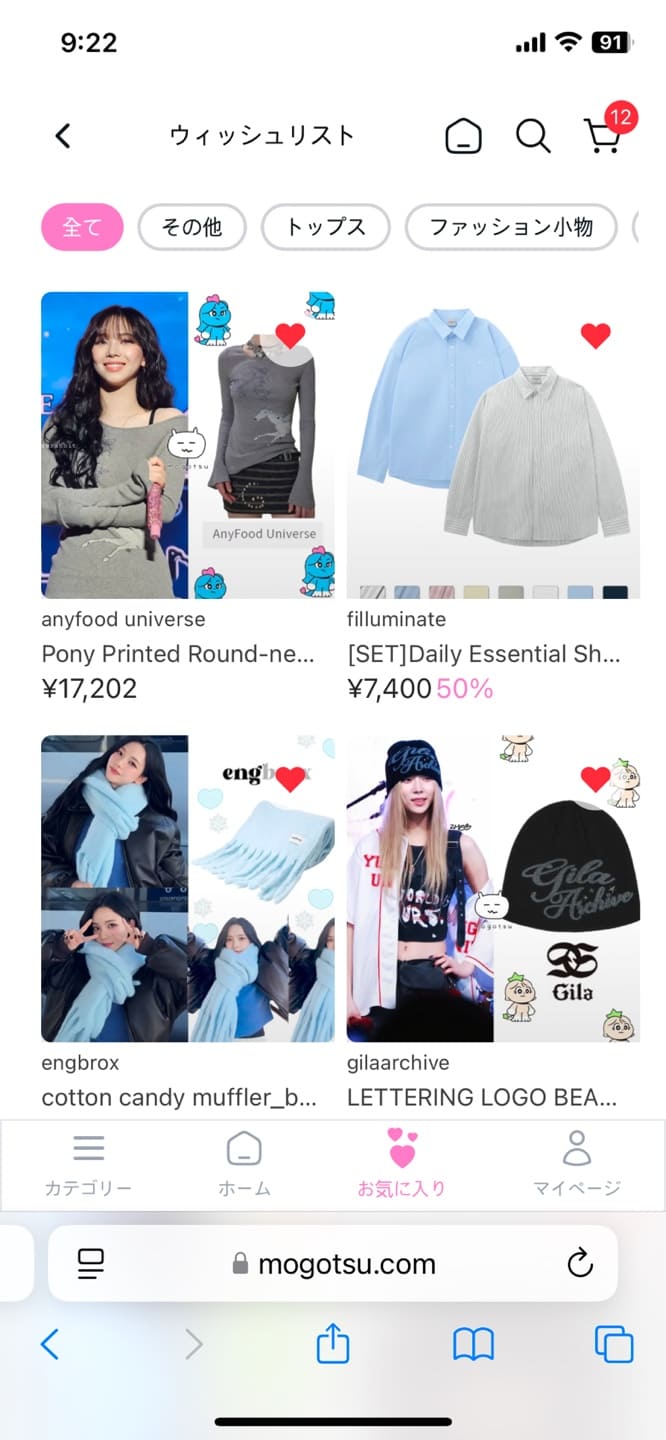 9:22
91
ウィッシュリスト
12
全て
その他
トップス
ファッション小物
mogotsu
AnyFood Universe
anyfood universe
filluminate
Pony Printed Round-ne...
[SET]Daily Essential Sh...
¥17,202
¥7,400 50%
Gila
Archive
mogotsu
Gila
engbrox
gilaarchive
cotton candy muffler_b...
LETTERING LOGO BEA...
カテゴリー
ホーム
お気に入り
マイページ
mogotsu.com